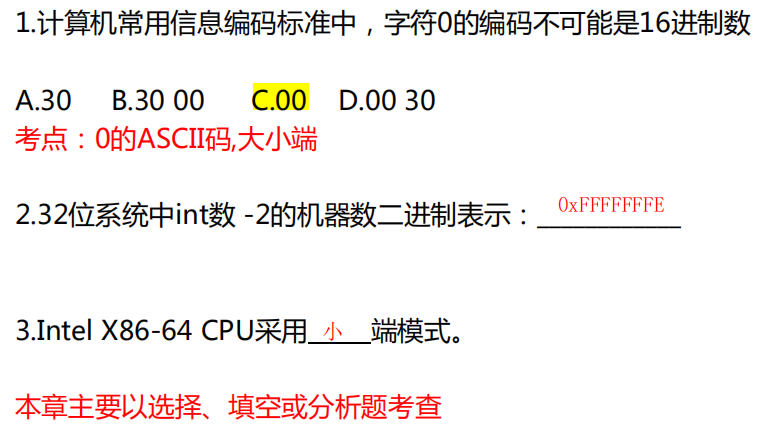 1.计算机常用信息编码标准中，字符0的编码不可能是16进制数
A.30 B.30 00 C.00 D.00 30
考点：0的ASCII码,大小端
2.32位系统中int数 -2的机器数二进制表示：0xFFFFFFFE
3.Intel X86-64 CPU采用 小 端模式。
本章主要以选择、填空或分析题考查